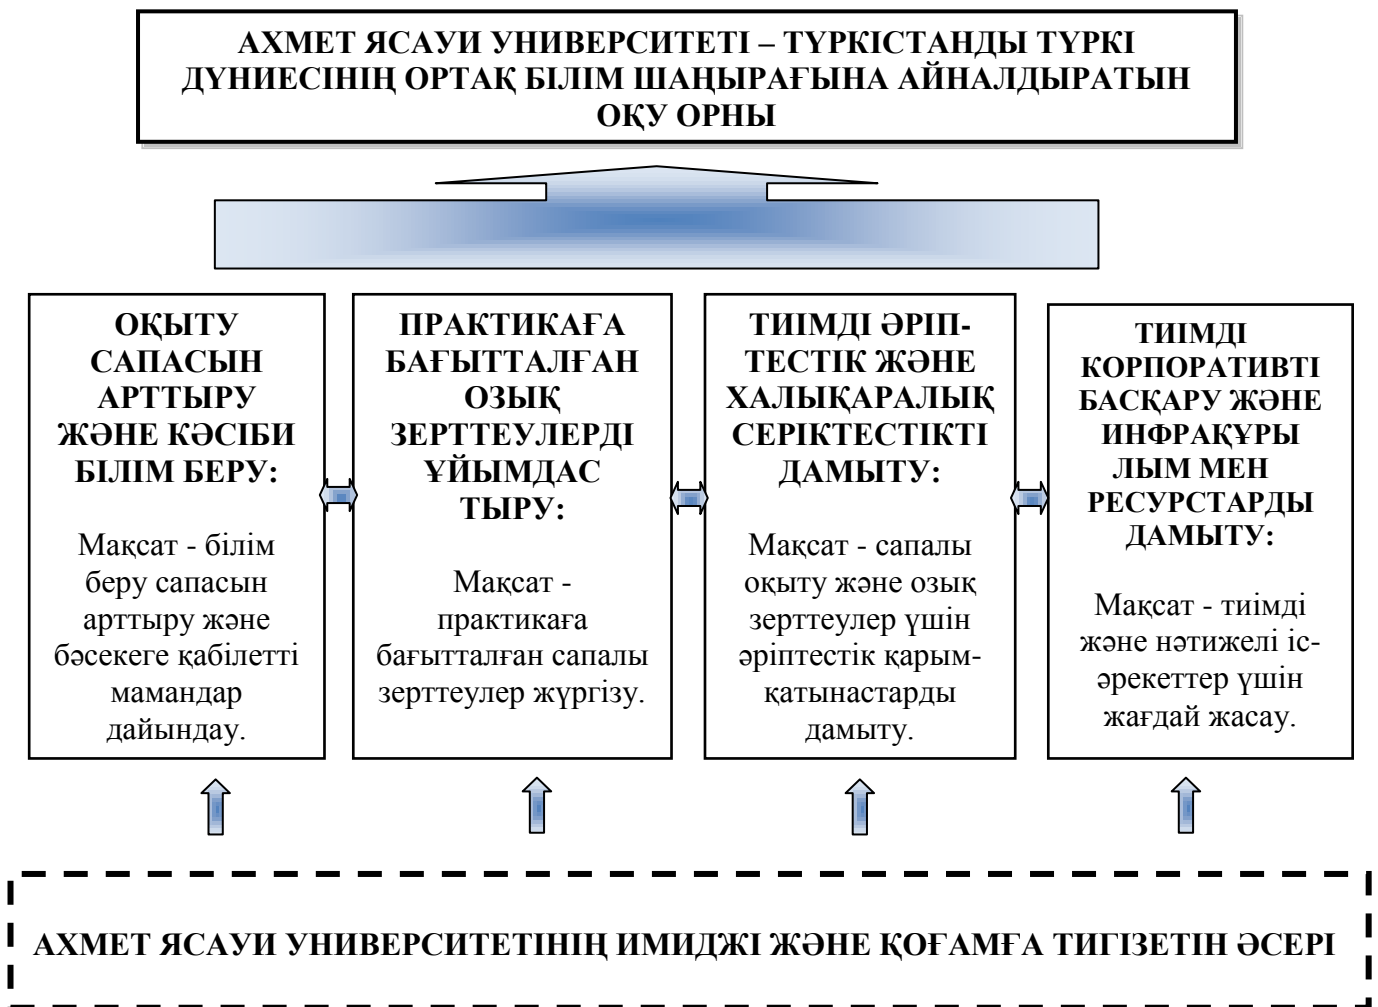 АХМЕТ ЯСАУИ УНИВЕРСИТЕТІ – ТҮРКІСТАНДЫ ТҮРКІ
ДҮНИЕСІНІҢ ОРТАҚ БІЛІМ ШАҢЫРАҒЫНА АЙНАЛДЫРАТЫН
ОҚУ ОРНЫ
ОҚЫТУ
САПАСЫН
АРТТЫРУ
ЖӘНЕ КӘСІБИ
БІЛІМ БЕРУ:
Мақсат - білім
беру сапасын
арттыру және
бәсекеге қабілетті
мамандар
дайындау.
ПРАКТИКАҒА
БАҒЫТТАЛҒАН
ОЗЫҚ
ЗЕРТТЕУЛЕРДІ
ҰЙЫМДАС
ТЫРУ:
Мақсат -
практикаға
бағытталған сапалы
зерттеулер жүргізу.
ТИІМДІ ӘРІП-
ТЕСТІК ЖӘНЕ
ХАЛЫҚАРАЛЫҚ
СЕРІКТЕСТІКТІ
ДАМЫТУ:
Мақсат - сапалы
оқыту және озық
зерттеулер үшін
әріптестік қарым-
қатынастарды
дамыту.
ТИІМДІ
КОРПОРАТИВТІ
БАСҚАРУ ЖӘНЕ
ИНФРАҚҰРЫ
ЛЫМ МЕН
РЕСУРСТАРДЫ
ДАМЫТУ:
Мақсат - тиімді
және нәтижелі іс-
әрекеттер үшін
жағдай жасау.
АХМЕТ ЯСАУИ УНИВЕРСИТЕТІНІҢ ИМИДЖІ ЖӘНЕ ҚОҒАМҒА ТИГІЗЕТІН ӘСЕРІ